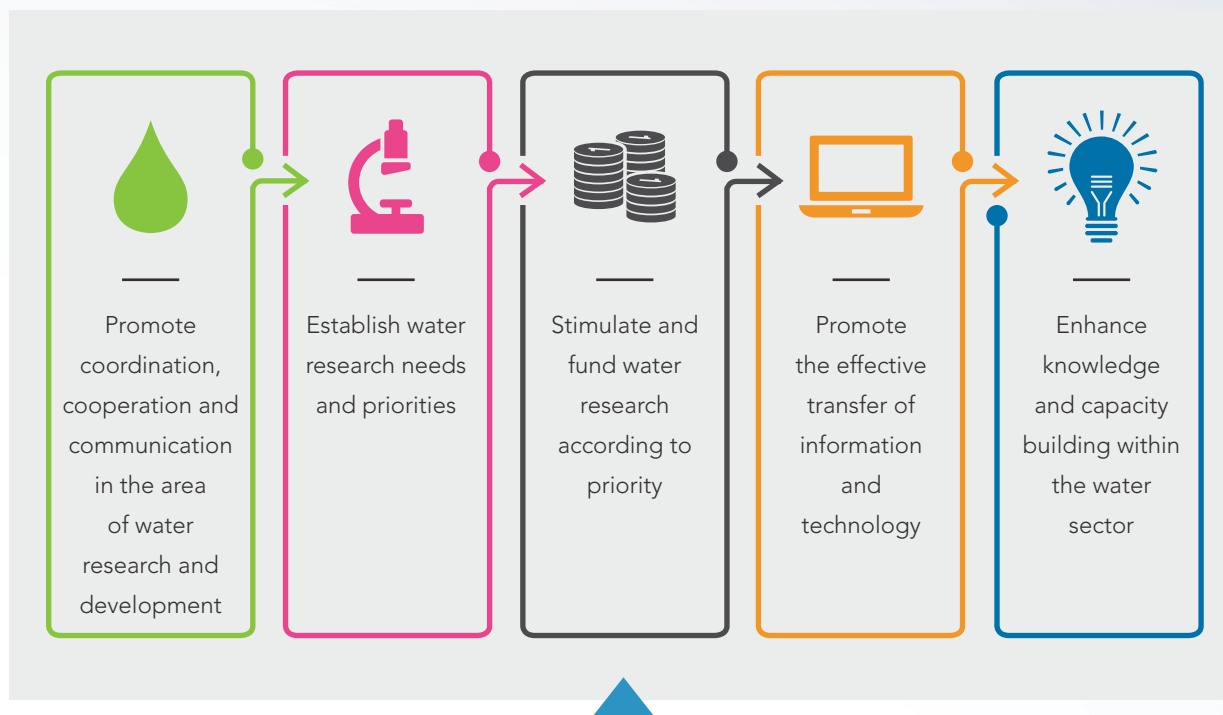 Promote
coordination,
cooperation and
communication
in the area
of water
research and
development
Establish water
research needs
and priorities
Stimulate and
fund water
research
according to
priority
Promote
the effective
transfer of
information
and
technology
Enhance
knowledge
and capacity
building within
the water
sector